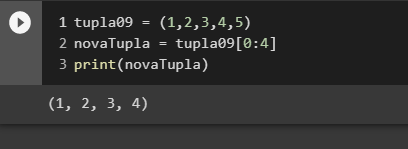 1 tupla09 = (1,2,3,4,5)
2 novaTupla = tupla09[0:4]
3 print(novaTupla)
(1, 2, 3, 4)